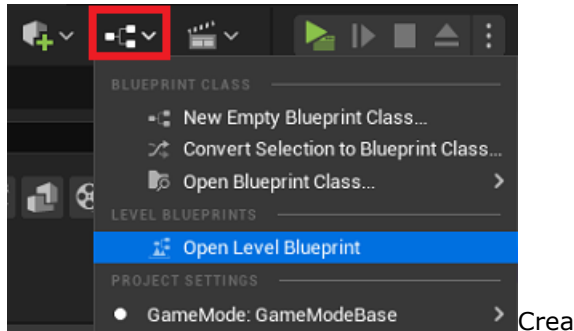 BLUEPRINT CLASS
New Empty Blueprint Class...
Convert Selection to Blueprint Class...
Open Blueprint Class...
LEVEL BLUEPRINTS
Open Level Blueprint
PROJECT SETTINGS
GameMode: GameModeBase
Crea